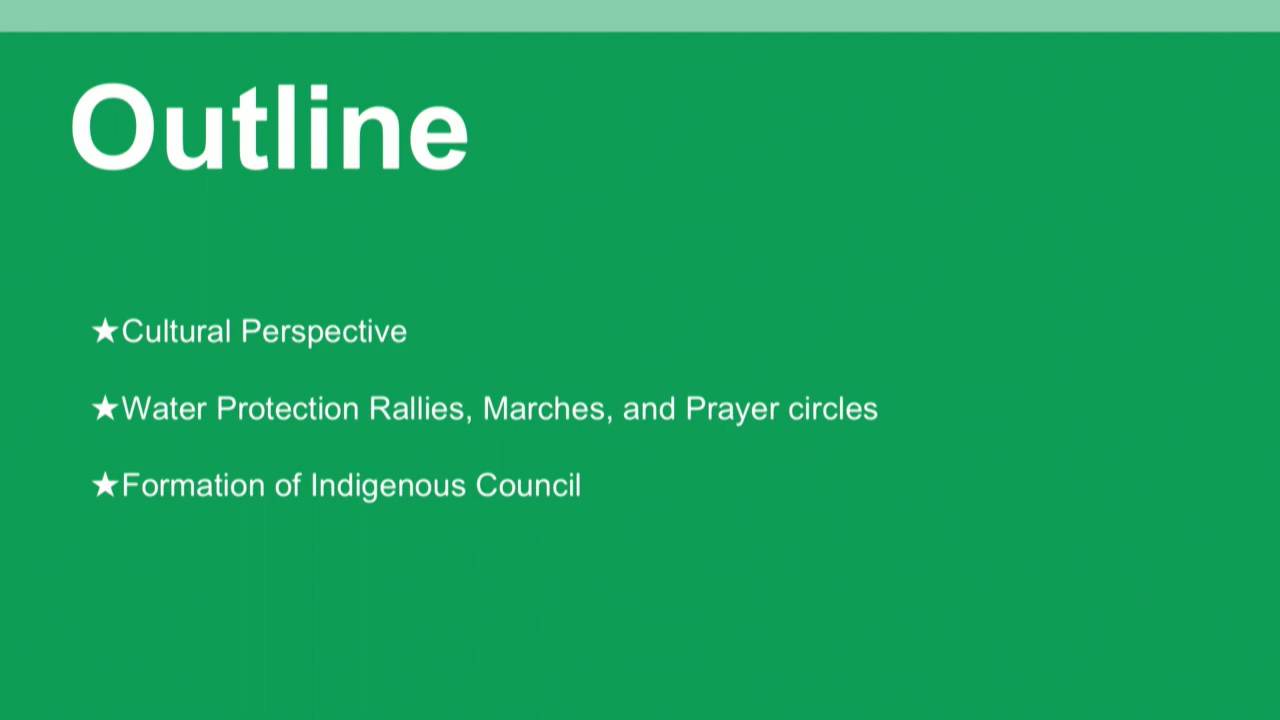 Outline
★Cultural Perspective
★Water Protection Rallies, Marches, and Prayer circles
★Formation of Indigenous Council